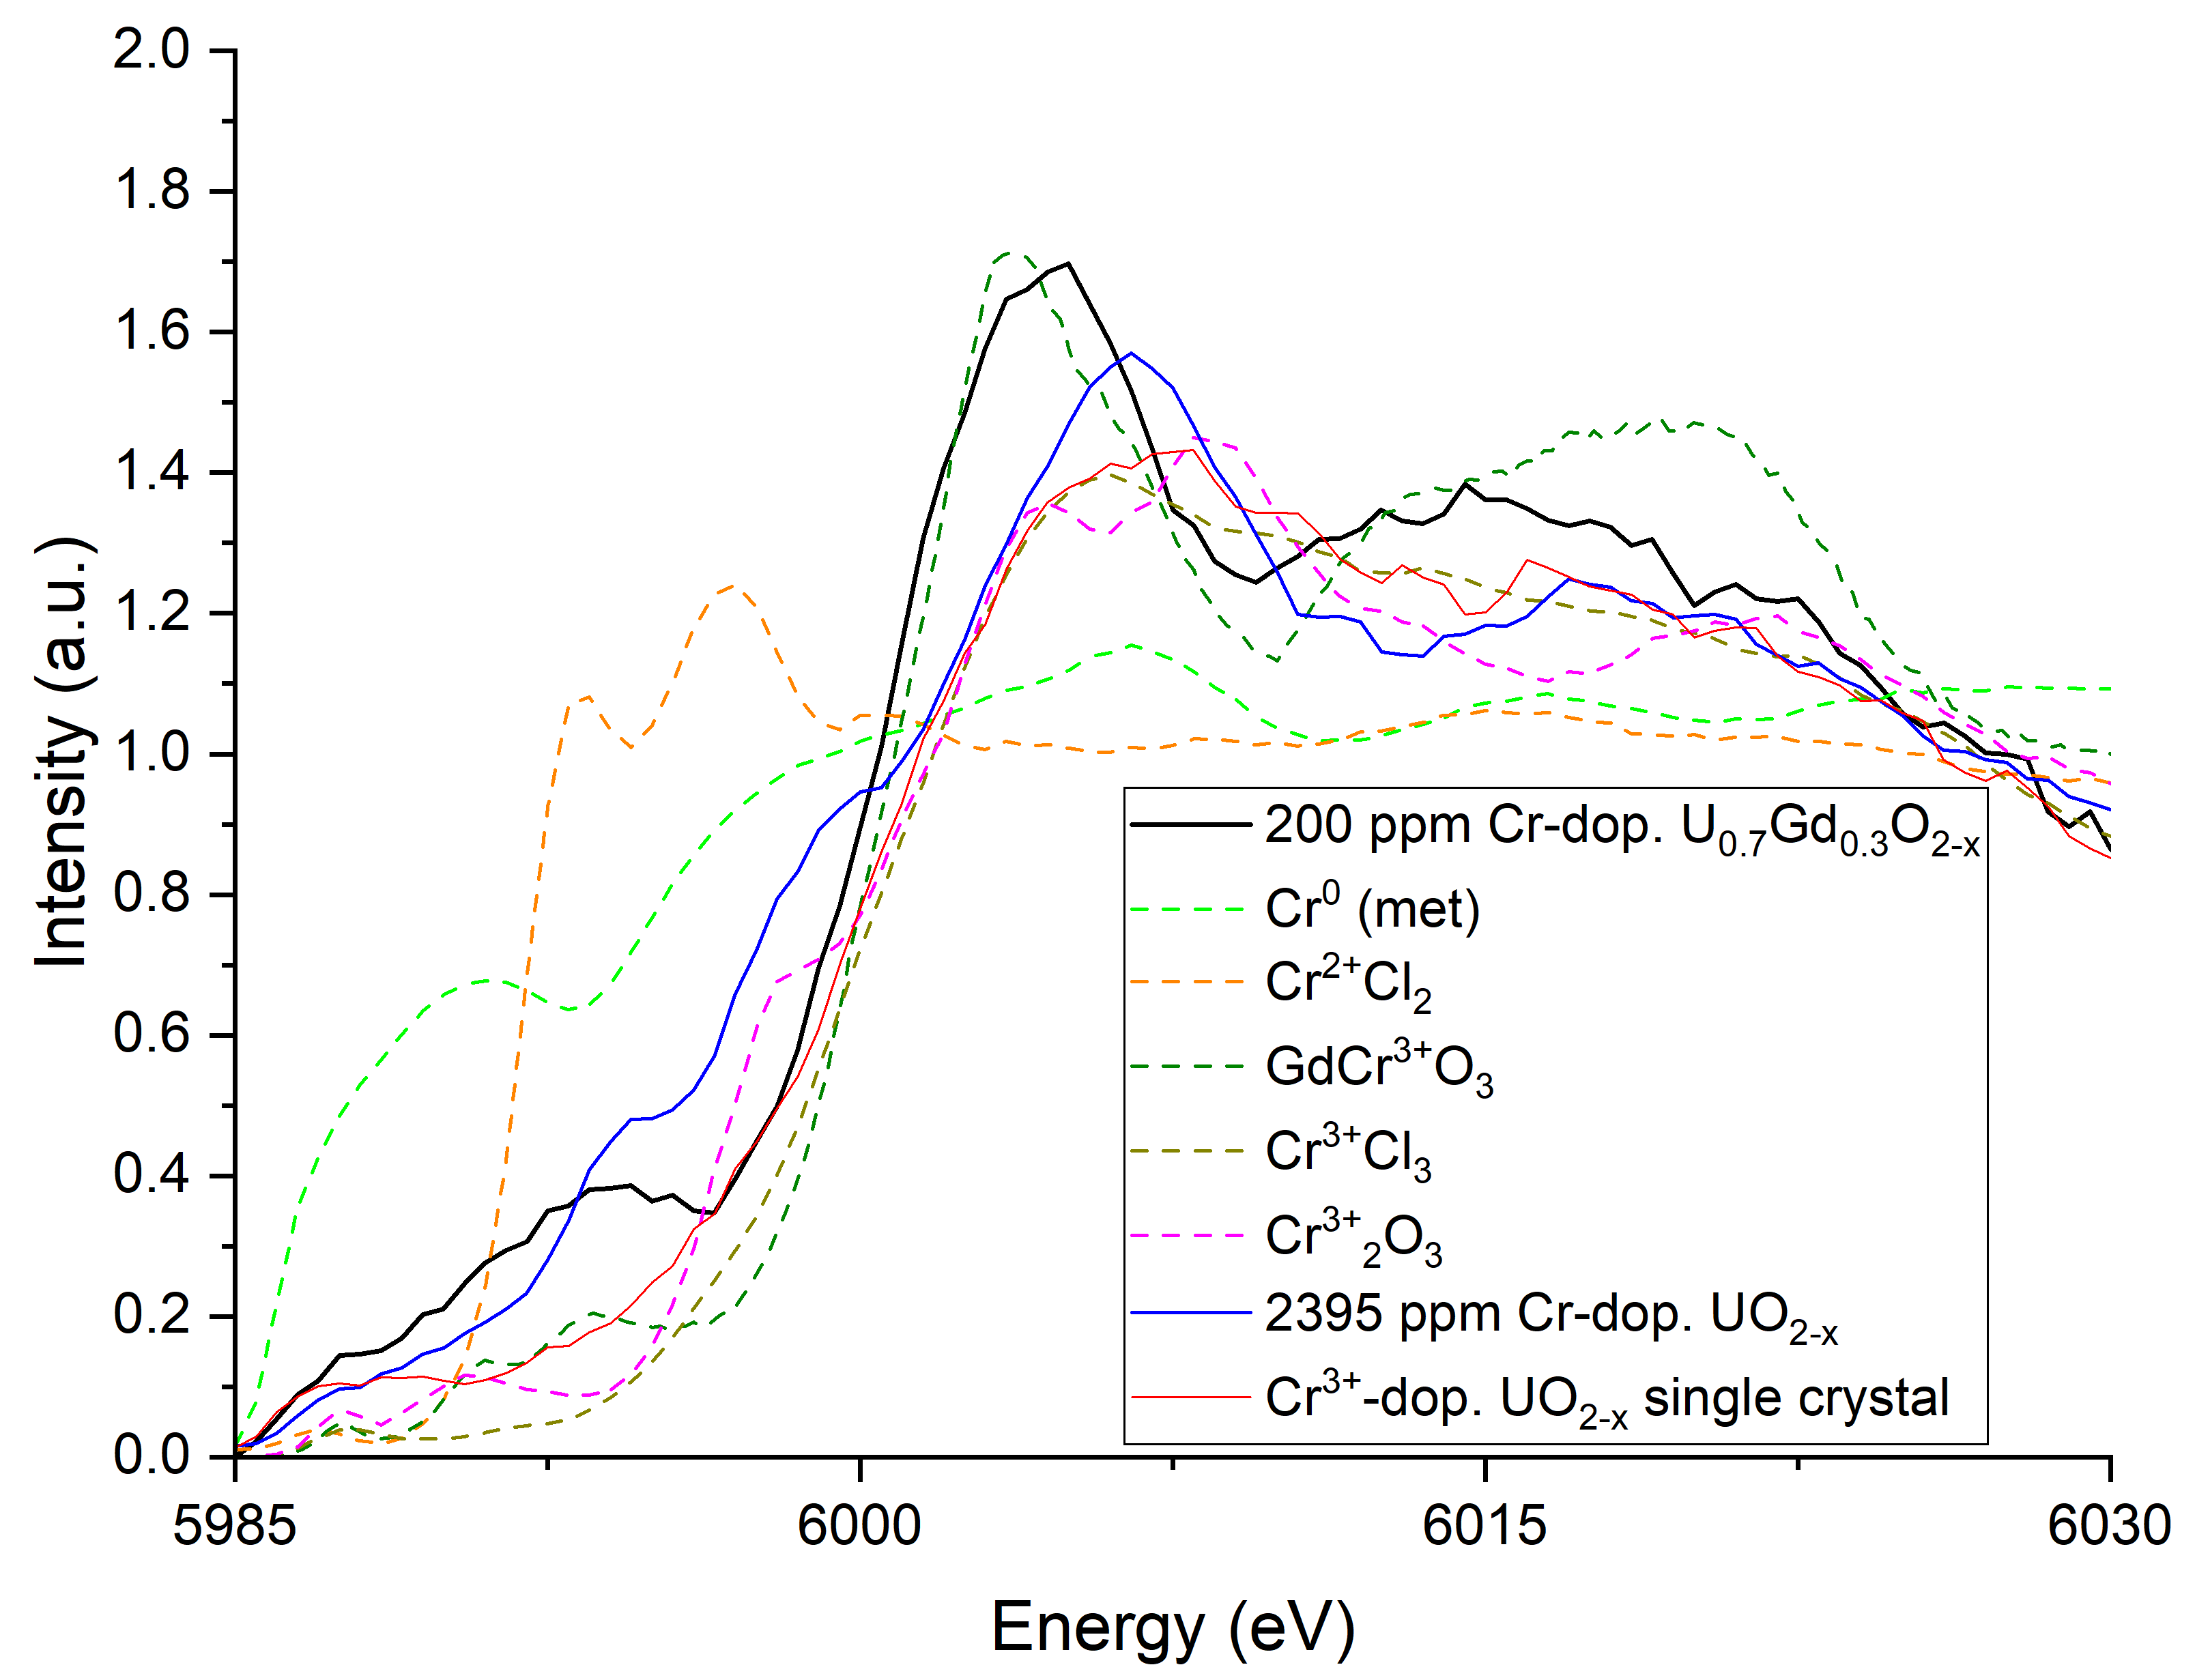 2.0
1.8
1.6
1.4
1.2
1.0
0.8
0.6
0.4
0.2
0.0
Intensity (a.u.)
5985 6000 6015 6030
Energy (eV)
200 ppm Cr-dop. U₀.₇Gd₀.₃O₂₋ₓ
Cr⁰ (met)
Cr²⁺Cl₂
GdCr³⁺O₃
Cr³⁺Cl₃
Cr³⁺₂O₃
2395 ppm Cr-dop. UO₂₋ₓ
Cr³⁺-dop. UO₂₋ₓ single crystal